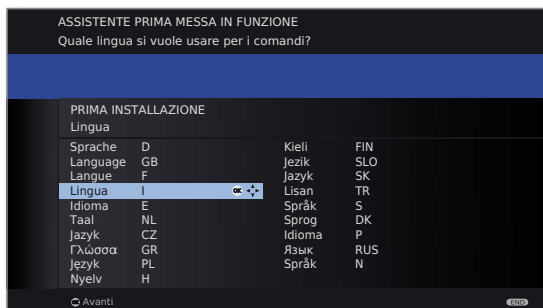 ASSISTENTE PRIMA MESSA IN FUNZIONE
Quale lingua si vuole usare per i comandi?
PRIMA INSTALLAZIONE
Lingua
Sprache D
Language GB
Langue F
Lingua I OK
Idioma E
Taal NL
Jazyk CZ
Γλώσσα GR
Język PL
Nyelv H
Kieli FIN
Jezik SLO
Jazyk SK
Lisan TR
Språk S
Sprog DK
Idioma P
Язык RUS
Språk N
OK Avanti
END